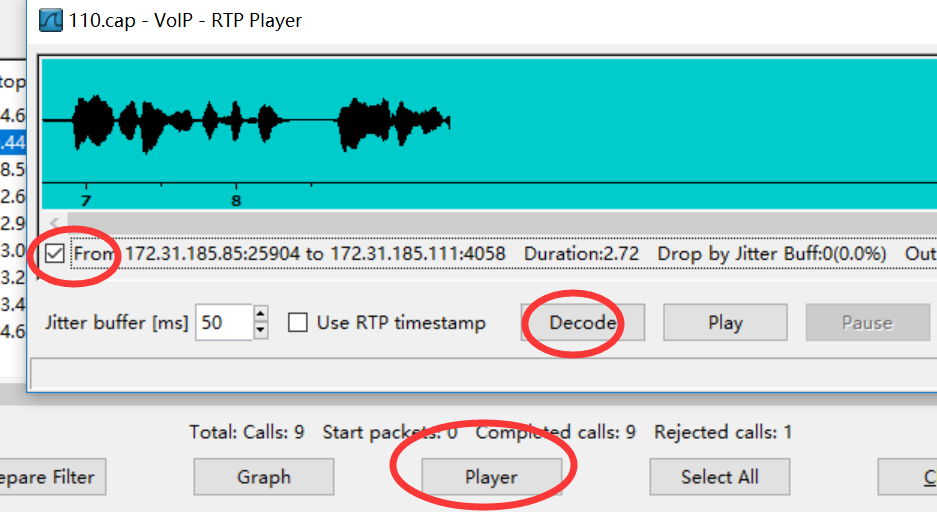 110.cap - VoIP - RTP Player
top
4.6
.44
8.5
2.6
2.9
3.0
3.2
3.4
4.6
7 8
From 172.31.185.85:25904 to 172.31.185.111:4058 Duration:2.72 Drop by Jitter Buff:0(0.0%) Out
Jitter buffer [ms] 50 Use RTP timestamp Decode Play Pause
Total: Calls: 9 Start packets: 0 Completed calls: 9 Rejected calls: 1
epare Filter Graph Player Select All C